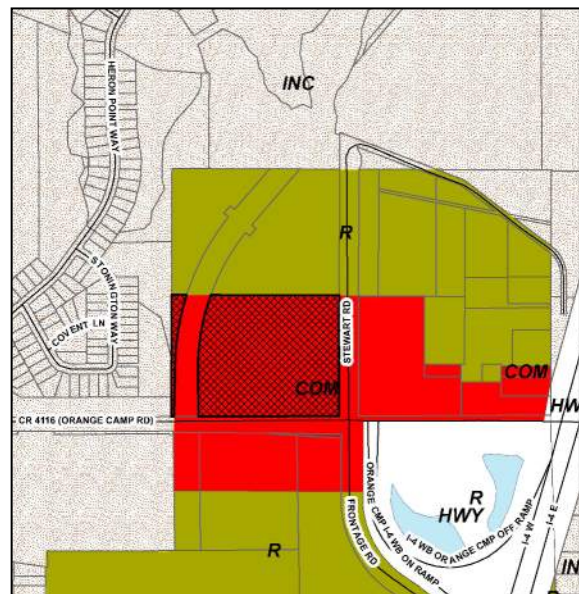 INC
HERON POINT WAY
R
STONINGTON WAY
COVENT LN
STEWART RD
COM
COM
HW
CR 4116 (ORANGE CAMP RD)
ORANGE CMP I-4 WB ON RAMP
R
HWY
I-4 WB ORANGE CMP OFF RAMP
I-4 W
I-4 E
FRONTAGE RD
R
IN